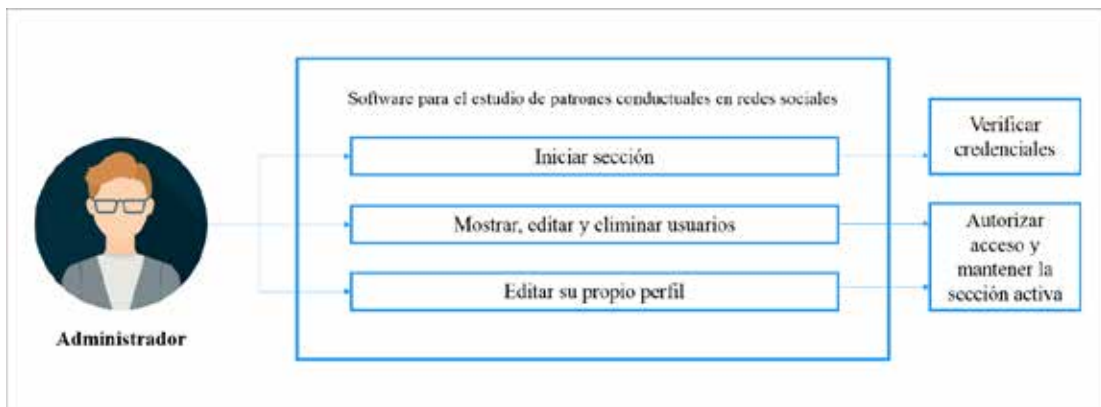 Software para el estudio de patrones conductuales en redes sociales
Iniciar sección
Mostrar, editar y eliminar usuarios
Editar su propio perfil
Administrador
Verificar
credenciales
Autorizar
acceso y
mantener la
sección activa